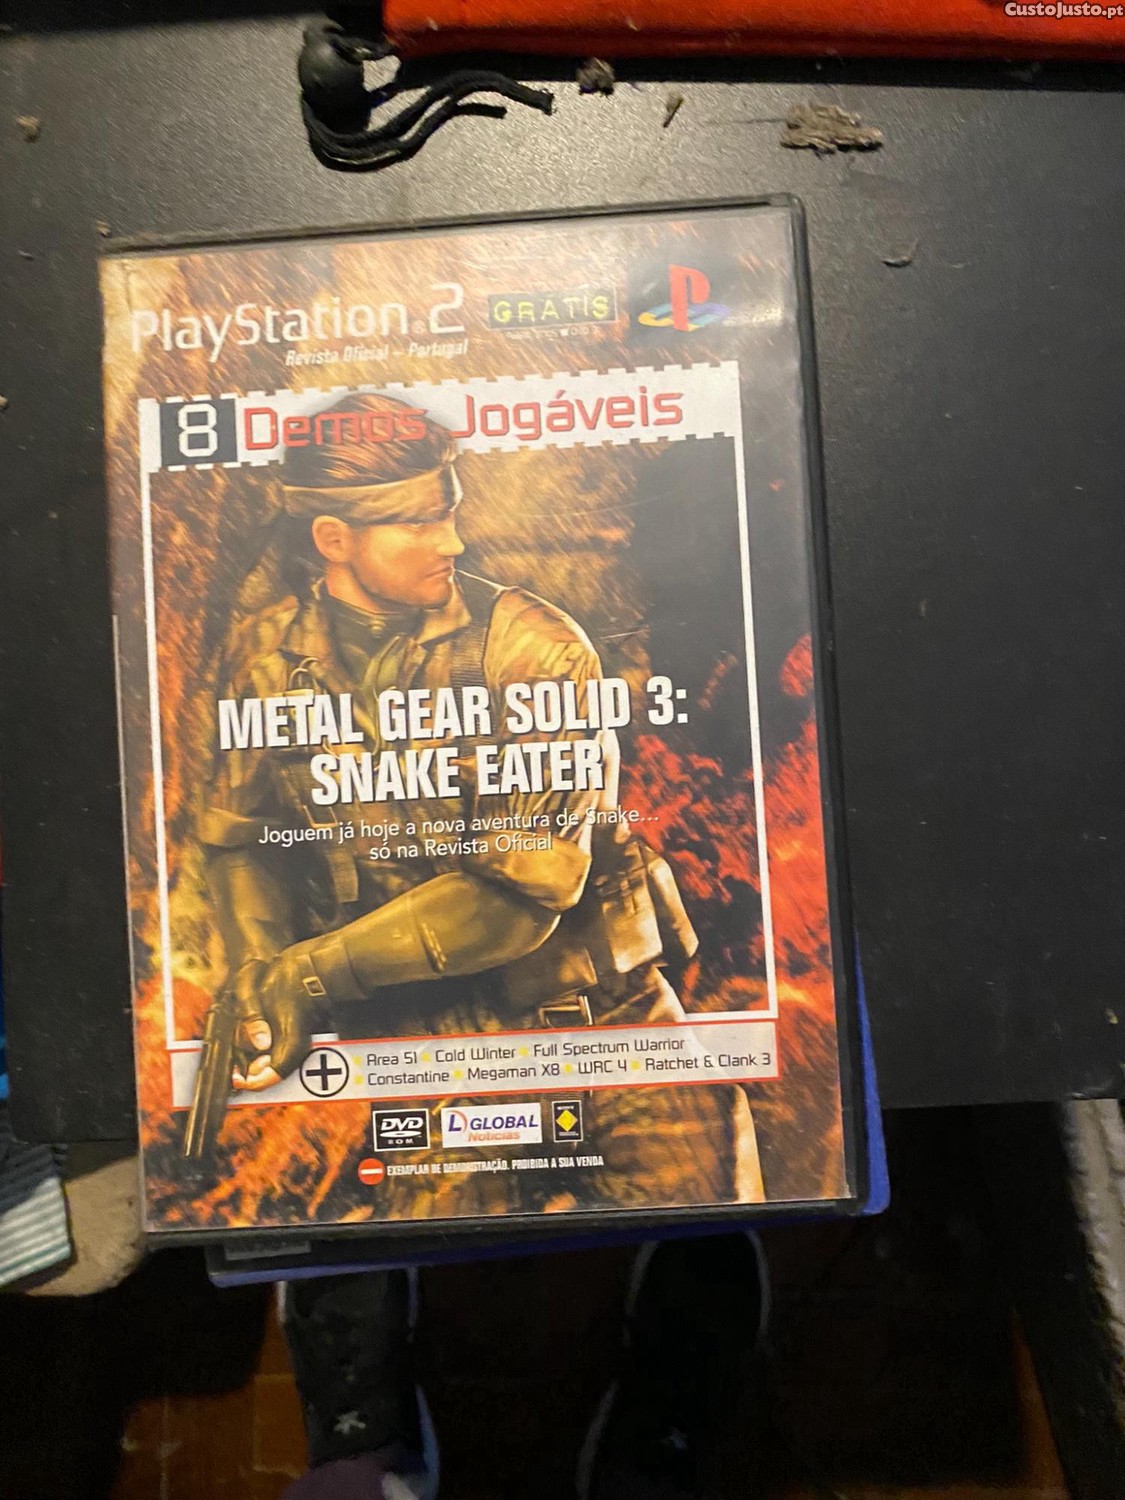 CustoJusto.pt
PlayStation®2
GRATIS
Revista Oficial – Portugal
8 Demos Jogáveis
METAL GEAR SOLID 3:
SNAKE EATER
Joguem já hoje a nova aventura de Snake...
só na Revista Oficial
Area 51 Cold Winter Full Spectrum Warrior
Constantine Megaman X8 WRC 4 Ratchet & Clank 3
DVD
ROM
L GLOBAL
Notícias
EXEMPLAR DE DEMONSTRAÇÃO. PROIBIDA A SUA VENDA